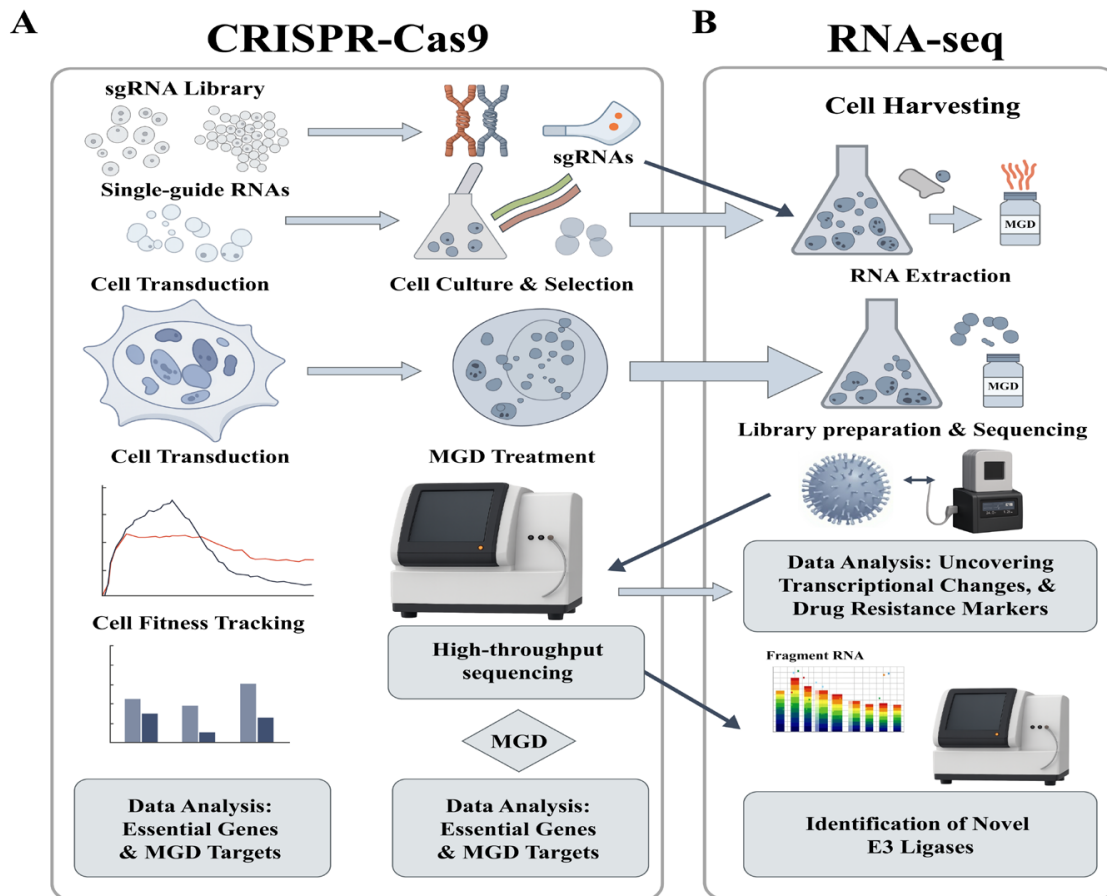 A
CRISPR-Cas9
sgRNA Library
sgRNAs
Single-guide RNAs
Cell Transduction
Cell Culture & Selection
Cell Transduction
MGD Treatment
Cell Fitness Tracking
High-throughput
sequencing
MGD
Data Analysis:
Essential Genes
& MGD Targets
Data Analysis:
Essential Genes
& MGD Targets
B
RNA-seq
Cell Harvesting
MGD
RNA Extraction
MGD
Library preparation & Sequencing
Data Analysis: Uncovering
Transcriptional Changes, &
Drug Resistance Markers
Fragment RNA
Identification of Novel
E3 Ligases